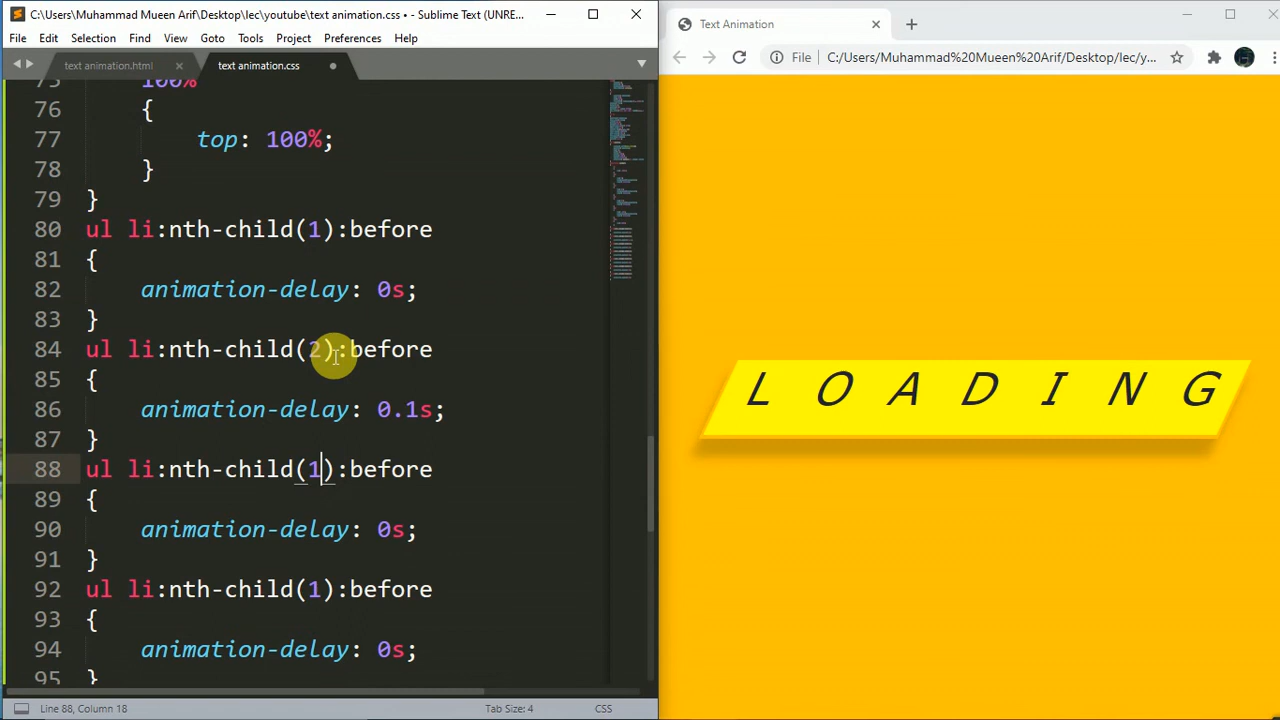 C:\Users\Muhammad Mueen Arif\Desktop\lec\youtube\text animation.css • - Sublime Text (UNRE...
File Edit Selection Find View Goto Tools Project Preferences Help
text animation.html
text animation.css
75 100%
76 {
77 top: 100%;
78 }
79 }
80 ul li:nth-child(1):before
81 {
82 animation-delay: 0s;
83 }
84 ul li:nth-child(2):before
85 {
86 animation-delay: 0.1s;
87 }
88 ul li:nth-child(1):before
89 {
90 animation-delay: 0s;
91 }
92 ul li:nth-child(1):before
93 {
94 animation-delay: 0s;
95 }
Line 88, Column 18
Tab Size: 4
CSS
Text Animation
File C:/Users/Muhammad%20Mueen%20Arif/Desktop/lec/y...
L O A D I N G